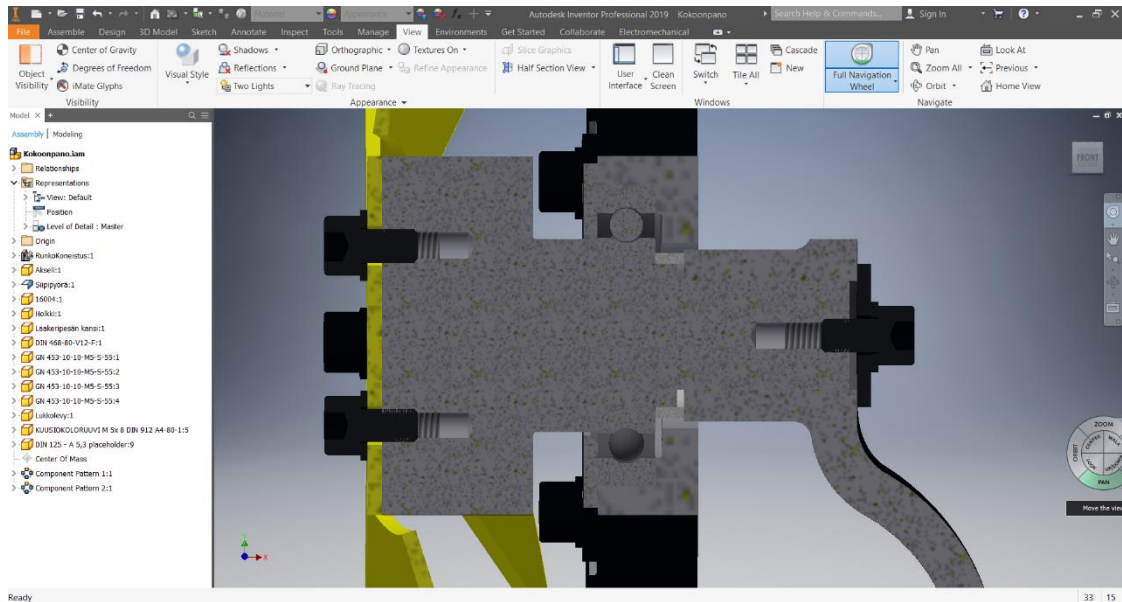 Material
Appearance
Autodesk Inventor Professional 2019 Kokoonpano
Search Help & Commands...
Sign In
File Assemble Design 3D Model Sketch Annotate Inspect Tools Manage View Environments Get Started Collaborate Electromechanical
Object Visibility
Center of Gravity
Degrees of Freedom
iMate Glyphs
Visibility
Visual Style
Shadows
Reflections
Two Lights
Orthographic
Ground Plane
Ray Tracing
Textures On
Refine Appearance
Appearance
Slice Graphics
Half Section View
User Interface
Clean Screen
Switch
Tile All
Cascade
New
Windows
Full Navigation Wheel
Pan
Zoom All
Orbit
Look At
Previous
Home View
Navigate
Model
Assembly | Modeling
Kokoonpano.iam
Relationships
Representations
View: Default
Position
Level of Detail : Master
Origin
RunkoKoneistus:1
Akseli:1
Siipipyörä:1
16004:1
Holkki:1
Laakeripesän kansi:1
DIN 468-80-V12-F:1
GN 453-10-10-M5-S-55:1
GN 453-10-10-M5-S-55:2
GN 453-10-10-M5-S-55:3
GN 453-10-10-M5-S-55:4
Lukkolevy:1
KUUSIOKOLORUUVI M 5x 8 DIN 912 A4-80-1:5
DIN 125 - A 5,3 placeholder:9
Center Of Mass
Component Pattern 1:1
Component Pattern 2:1
FRONT
ZOOM
ORBIT
CENTER
WALK
LOOK
PAN
Move the view
Y
X
Ready
33 15